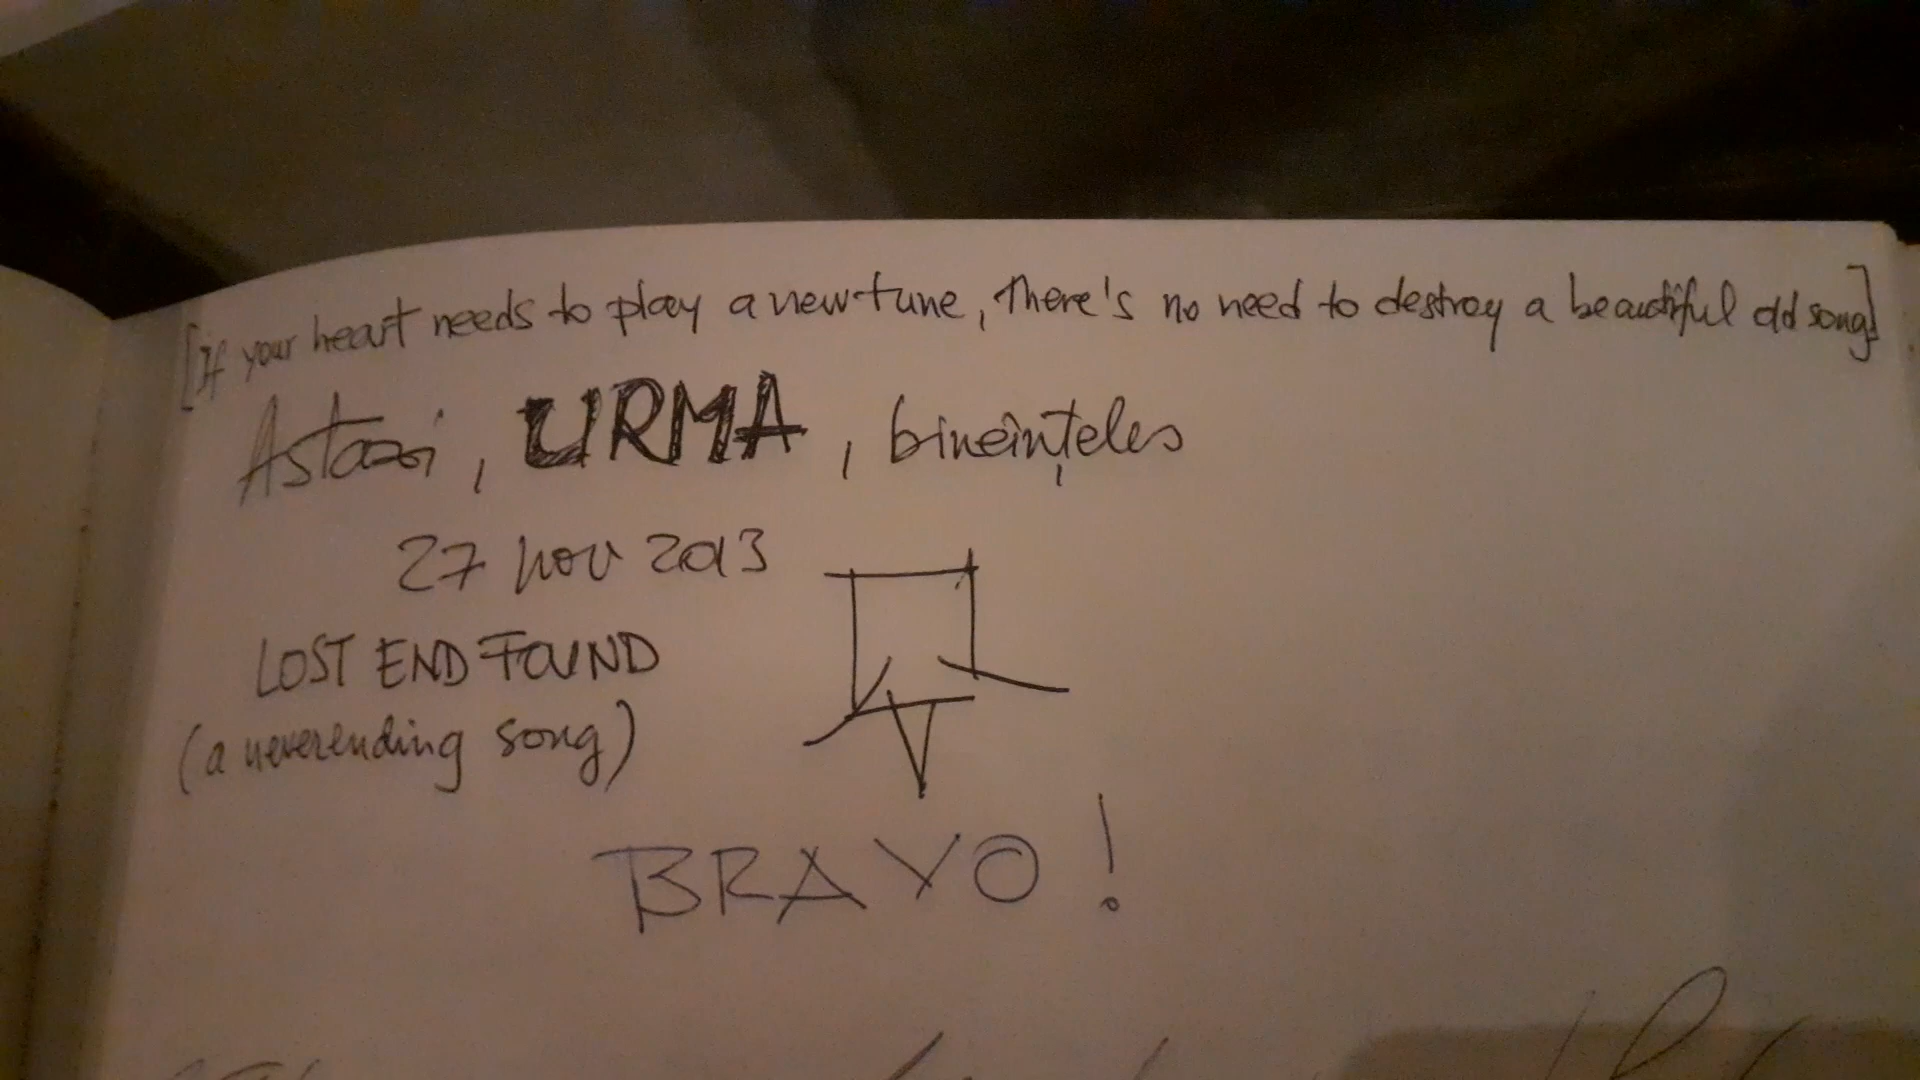 [If your heart needs to play a new tune, there's no need to destroy a beautiful old song]
Astazi, URMA, bineînțeles
27 nov 2013
LOST END FOUND
(a neverending song)
BRAVO!